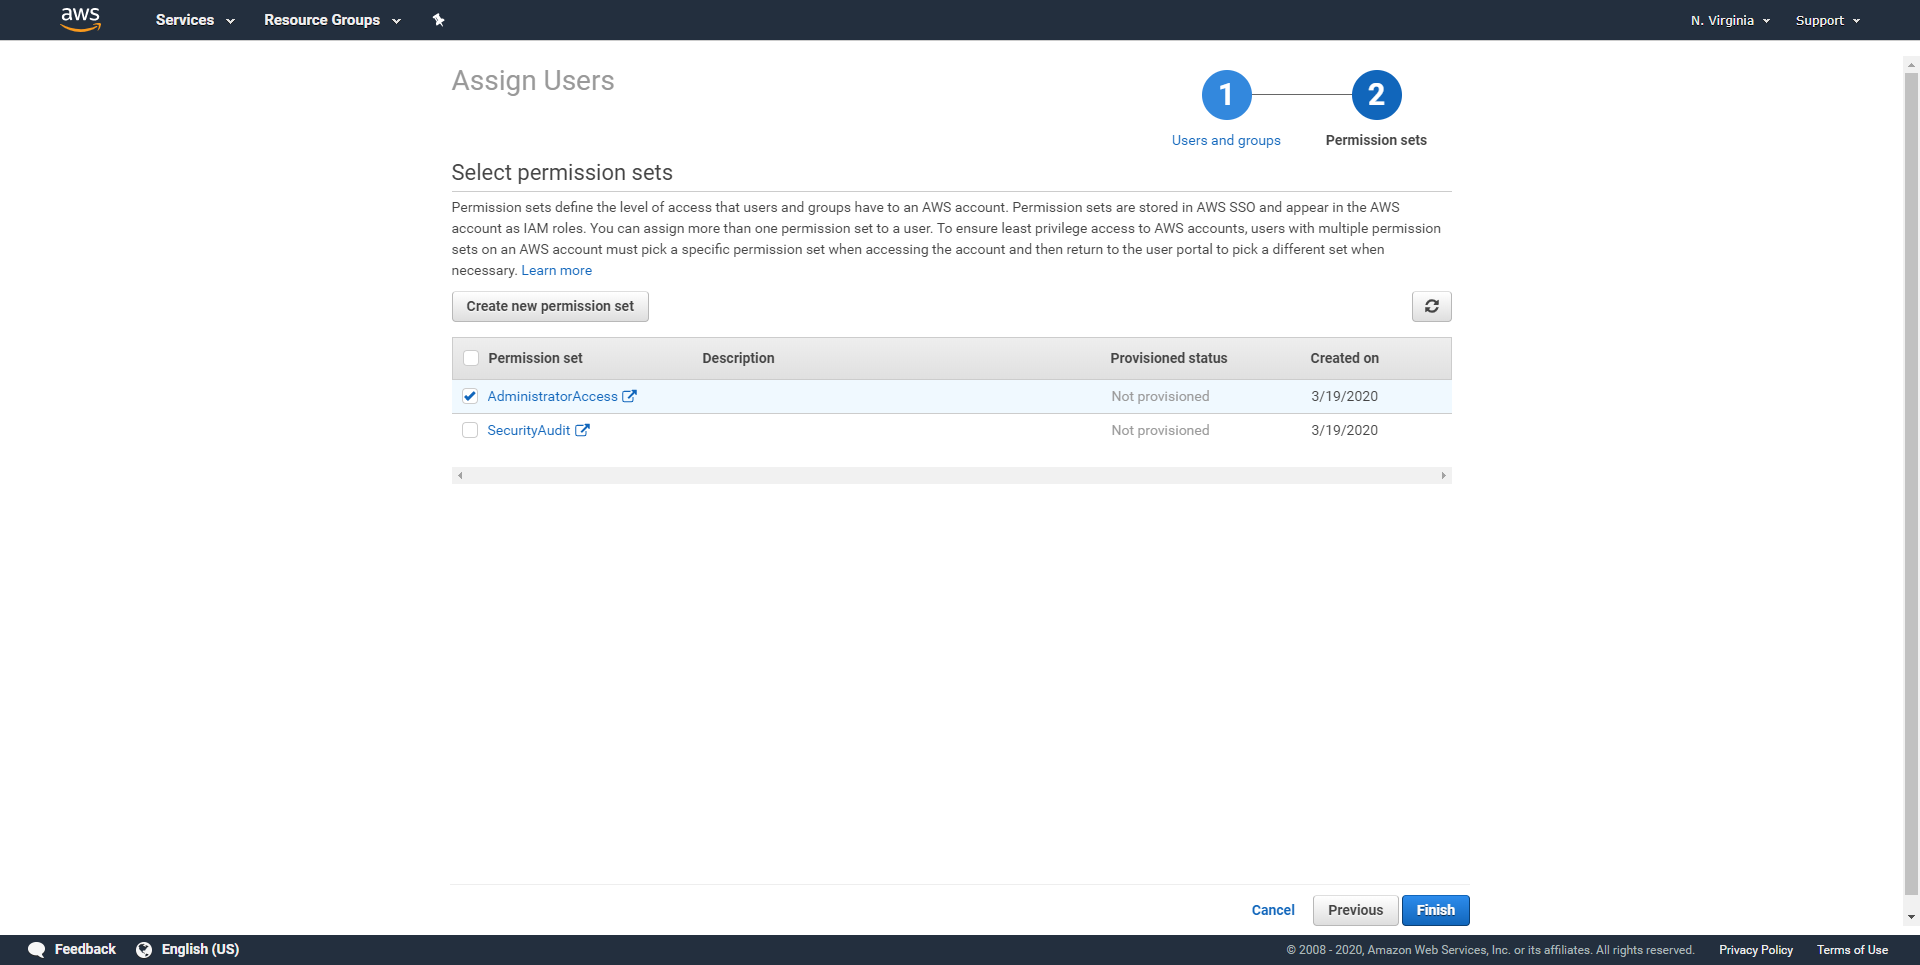 aws Services Resource Groups N. Virginia Support
Assign Users
1 2
Users and groups Permission sets
Select permission sets
Permission sets define the level of access that users and groups have to an AWS account. Permission sets are stored in AWS SSO and appear in the AWS
account as IAM roles. You can assign more than one permission set to a user. To ensure least privilege access to AWS accounts, users with multiple permission
sets on an AWS account must pick a specific permission set when accessing the account and then return to the user portal to pick a different set when
necessary. Learn more
Create new permission set
Permission set Description Provisioned status Created on
AdministratorAccess Not provisioned 3/19/2020
SecurityAudit Not provisioned 3/19/2020
Cancel Previous Finish
Feedback English (US) © 2008 - 2020, Amazon Web Services, Inc. or its affiliates. All rights reserved. Privacy Policy Terms of Use